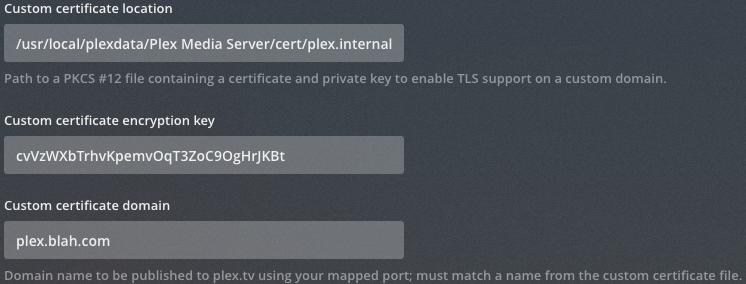 Custom certificate location
/usr/local/plexdata/Plex Media Server/cert/plex.internal
Path to a PKCS #12 file containing a certificate and private key to enable TLS support on a custom domain.
Custom certificate encryption key
cvVzWXbTrhvKpemvOqT3ZoC9OgHrJKBt
Custom certificate domain
plex.blah.com
Domain name to be published to plex.tv using your mapped port; must match a name from the custom certificate file.